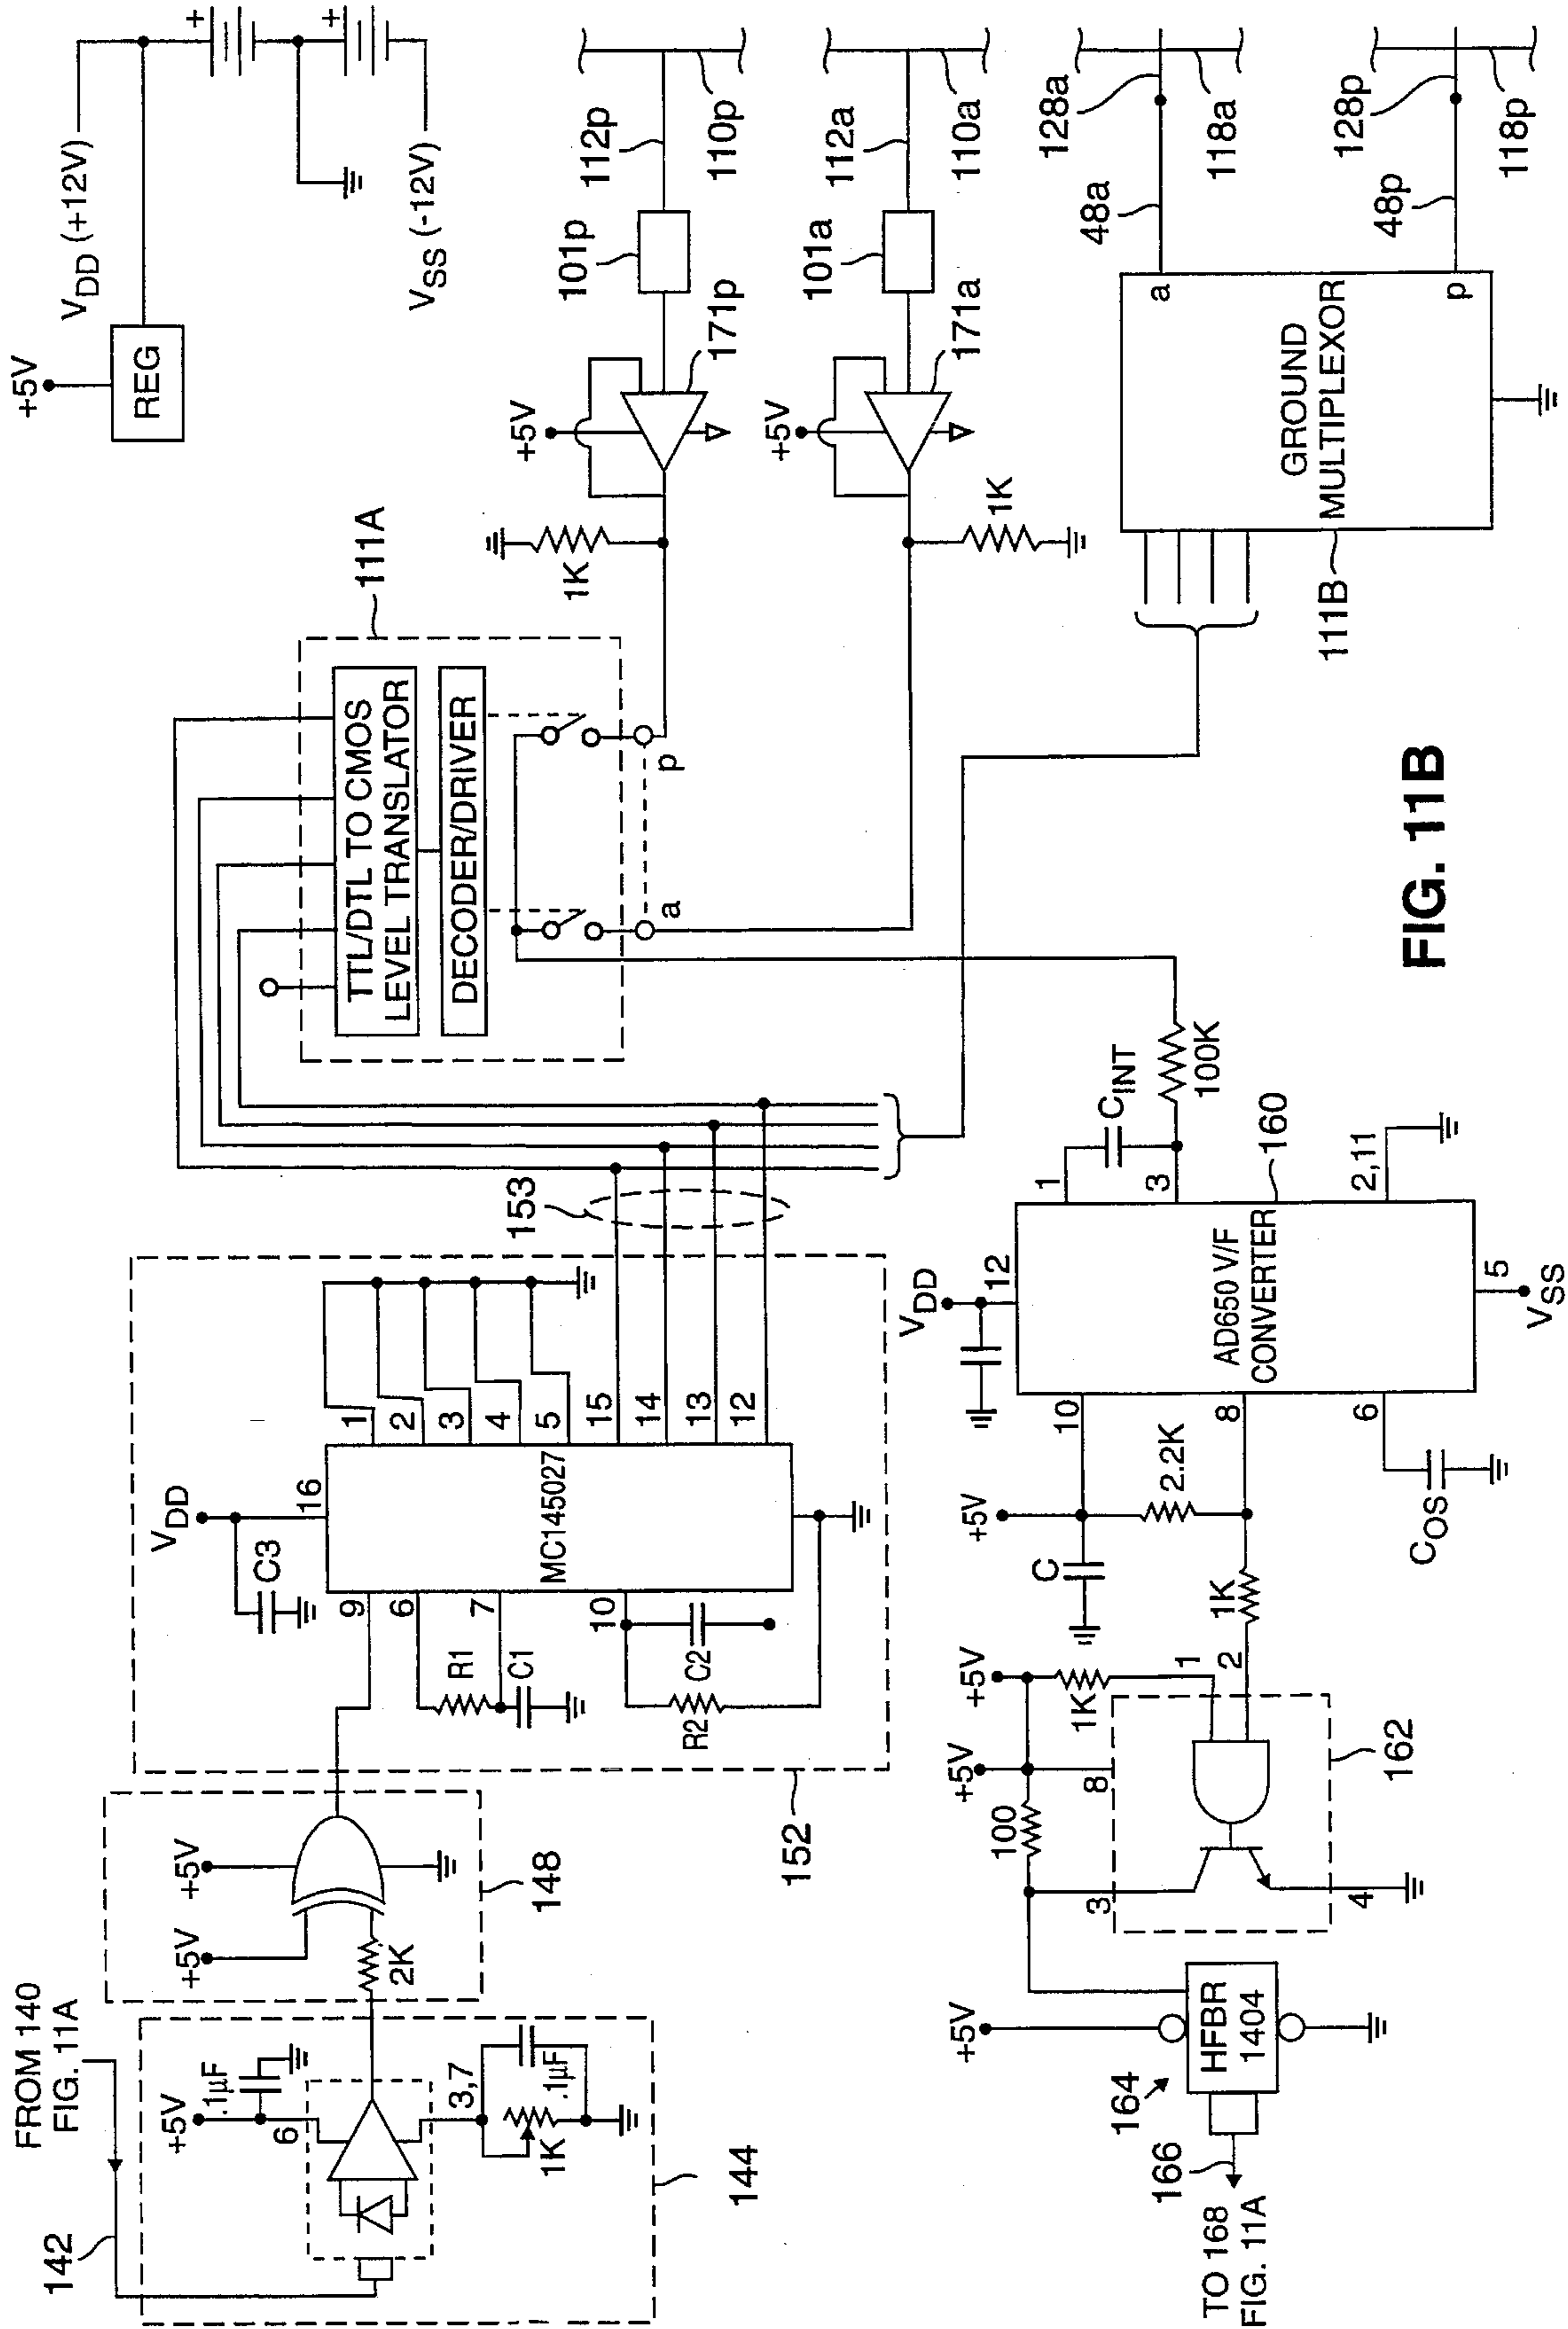 FROM 140
FIG. 11A
142
+5V
.1µF
6
3,7
1K
.1µF
144
+5V
+5V
2K
148
VDD
C3
16
9
6
7
10
R1
C1
C2
R2
MC145027
1
2
3
4
5
15
14
13
12
152
153
TTL/DTL TO CMOS
LEVEL TRANSLATOR
DECODER/DRIVER
a
p
111A
+5V
REG
VDD (+12V)
+
+
VSS (-12V)
1K
+5V
171p
101p
112p
110p
+5V
1K
171a
101a
112a
110a
GROUND
MULTIPLEXOR
a
p
111B
48a
128a
118a
48p
128p
118p
TO 168
FIG. 11A
166
164
HFBR
1404
+5V
100
+5V
+5V
1K
3
8
4
1
2
162
1K
C
+5V
2.2K
10
8
6
COS
VDD
12
AD650 V/F
CONVERTER
5
VSS
1
3
2,11
CINT
100K
160
FIG. 11B